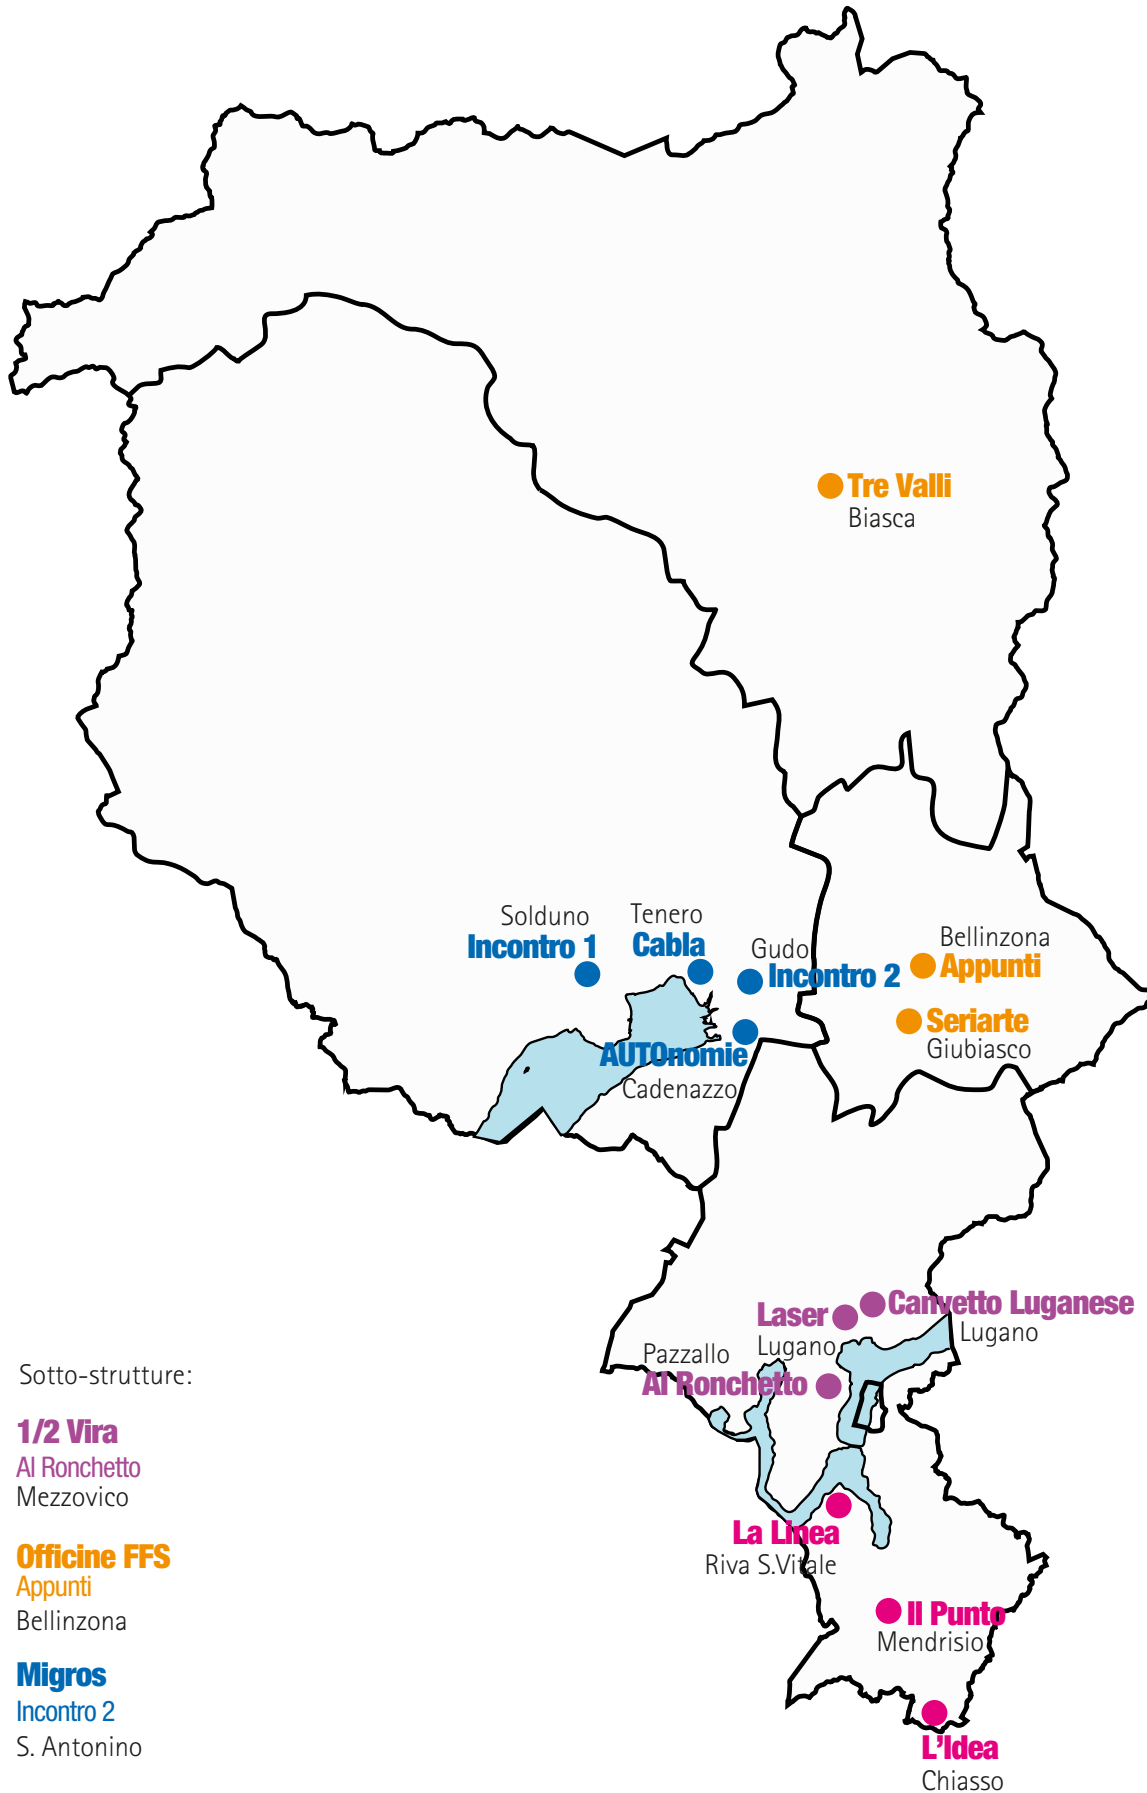 Tre Valli
Biasca
Solduno
Incontro 1
Tenero
Cabla
Gudo
Incontro 2
Bellinzona
Appunti
Seriarte
Giubiasco
AUTOnomie
Cadenazzo
Canvetto Luganese
Lugano
Laser
Lugano
Pazzallo
Al Ronchetto
La Linea
Riva S.Vitale
Il Punto
Mendrisio
L'Idea
Chiasso
Sotto-strutture:
1/2 Vira
Al Ronchetto
Mezzovico
Officine FFS
Appunti
Bellinzona
Migros
Incontro 2
S. Antonino